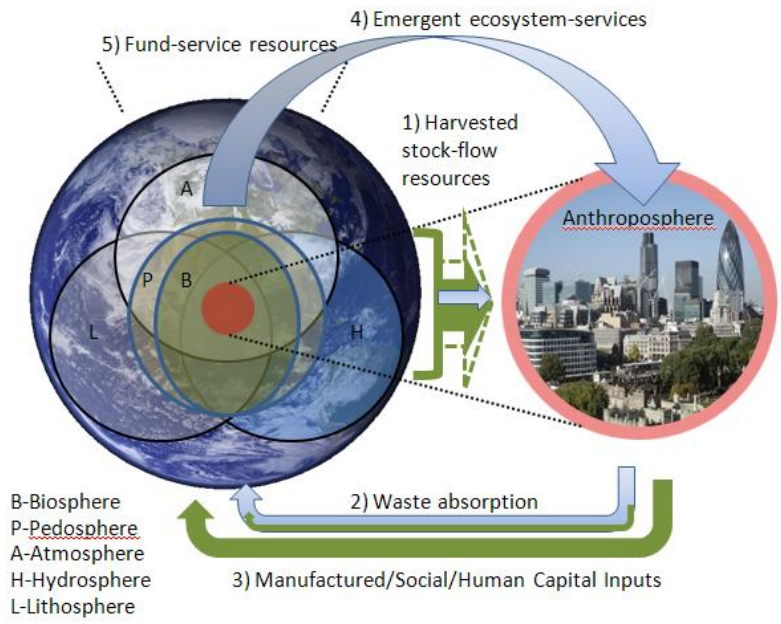 4) Emergent ecosystem-services
5) Fund-service resources
1) Harvested
stock-flow
resources
A
Anthroposphere
P
B
L
H
2) Waste absorption
B-Biosphere
P-Pedosphere
A-Atmosphere
H-Hydrosphere
L-Lithosphere
3) Manufactured/Social/Human Capital Inputs